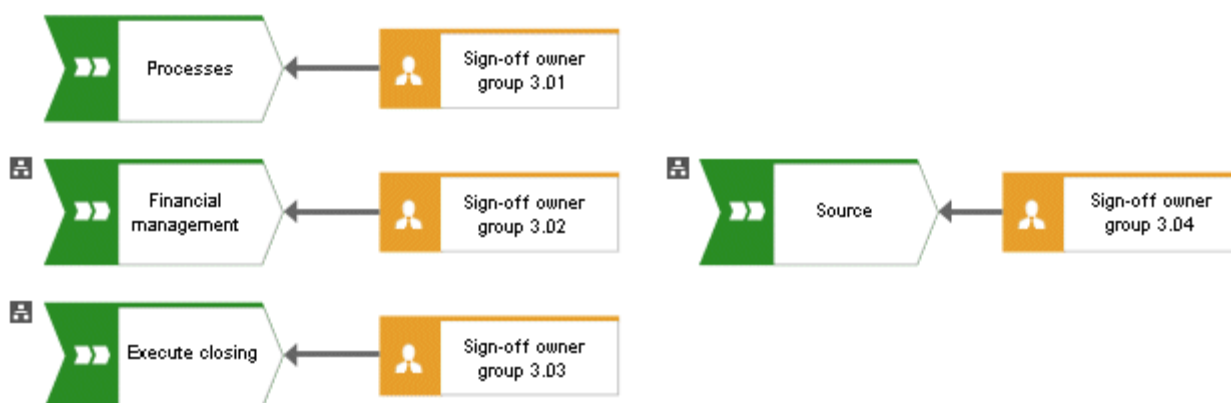 Processes
Sign-off owner
group 3.01
Financial
management
Sign-off owner
group 3.02
Source
Sign-off owner
group 3.04
Execute closing
Sign-off owner
group 3.03